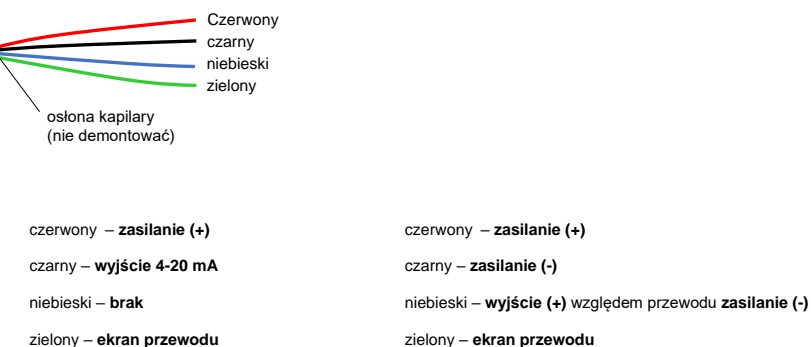 Czerwony
czarny
niebieski
zielony
osłona kapilary
(nie demontować)
czerwony – zasilanie (+)
czarny – wyjście 4-20 mA
niebieski – brak
zielony – ekran przewodu
czerwony – zasilanie (+)
czarny – zasilanie (-)
niebieski – wyjście (+) względem przewodu zasilanie (-)
zielony – ekran przewodu